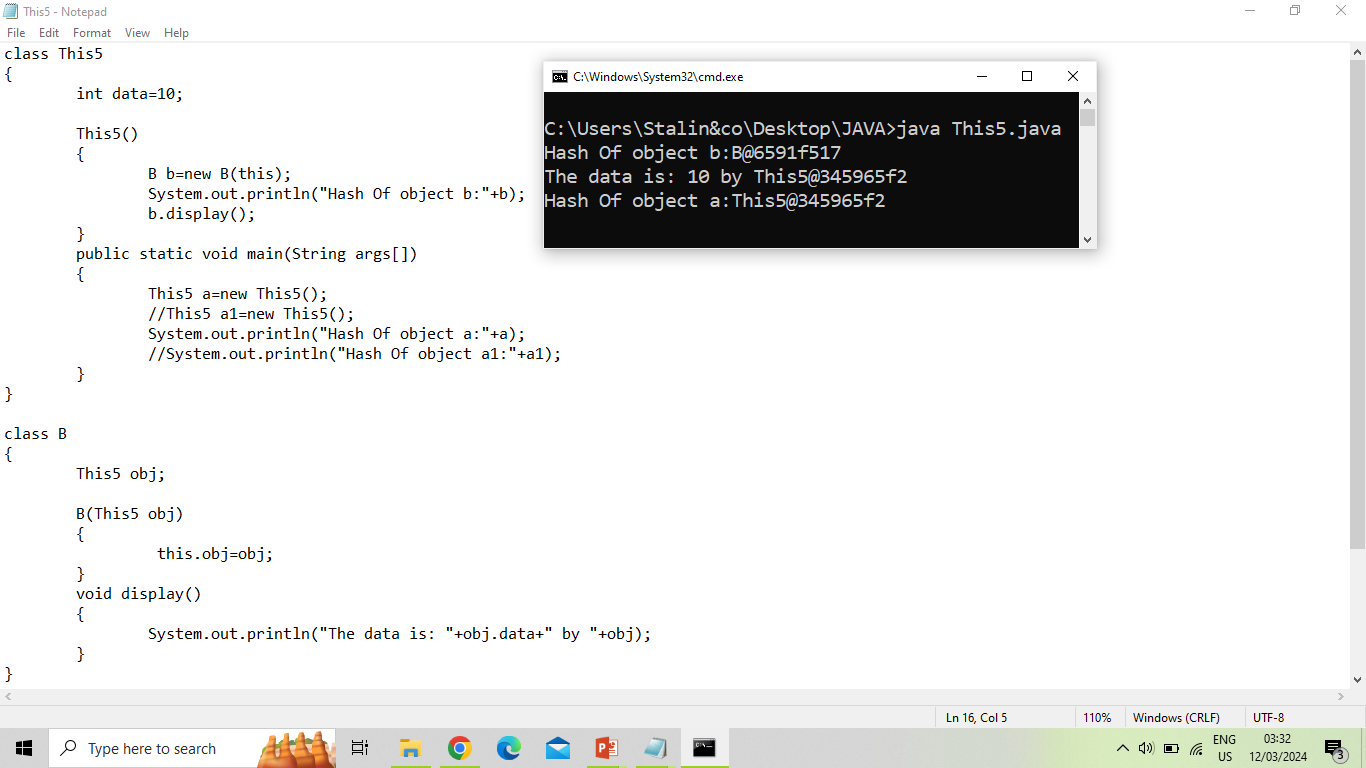 This5 - Notepad
File Edit Format View Help
class This5
{
int data=10;
This5()
{
B b=new B(this);
System.out.println("Hash Of object b:"+b);
b.display();
}
public static void main(String args[])
{
This5 a=new This5();
//This5 a1=new This5();
System.out.println("Hash Of object a:"+a);
//System.out.println("Hash Of object a1:"+a1);
}
}
class B
{
This5 obj;
B(This5 obj)
{
this.obj=obj;
}
void display()
{
System.out.println("The data is: "+obj.data+" by "+obj);
}
}
C:\Windows\System32\cmd.exe
C:\Users\Stalin&co\Desktop\JAVA>java This5.java
Hash Of object b:B@6591f517
The data is: 10 by This5@345965f2
Hash Of object a:This5@345965f2
Ln 16, Col 5 110% Windows (CRLF) UTF-8
Type here to search
ENG
US
03:32
12/03/2024
3